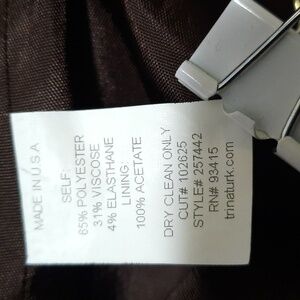 MADE IN U.S.A
SELF:
65% POLYESTER
31% VISCOSE
4% ELASTHANE
LINING:
100% ACETATE
DRY CLEAN ONLY
CUT# 102625
STYLE# 257442
RN# 93415
trinaturk.com